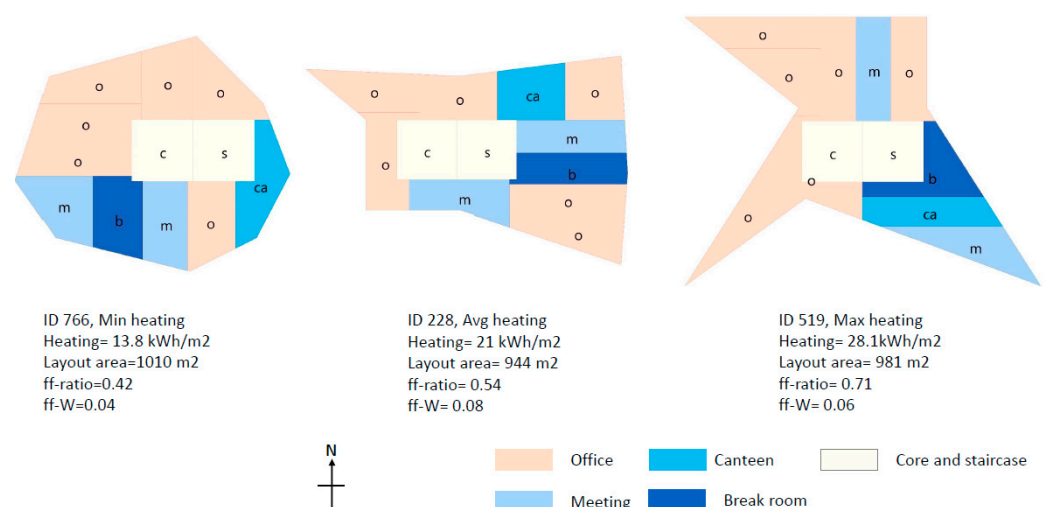 o
o
o
o
o
c
s
ca
m
b
m
o
o
o
ca
o
o
c
s
m
b
m
o
o
o
o
o
m
o
c
s
o
o
b
ca
m
ID 766, Min heating
Heating= 13.8 kWh/m2
Layout area=1010 m2
ff-ratio=0.42
ff-W=0.04
ID 228, Avg heating
Heating= 21 kWh/m2
Layout area= 944 m2
ff-ratio= 0.54
ff-W= 0.08
ID 519, Max heating
Heating= 28.1kWh/m2
Layout area= 981 m2
ff-ratio= 0.71
ff-W= 0.06
N
Office
Canteen
Core and staircase
Meeting
Break room